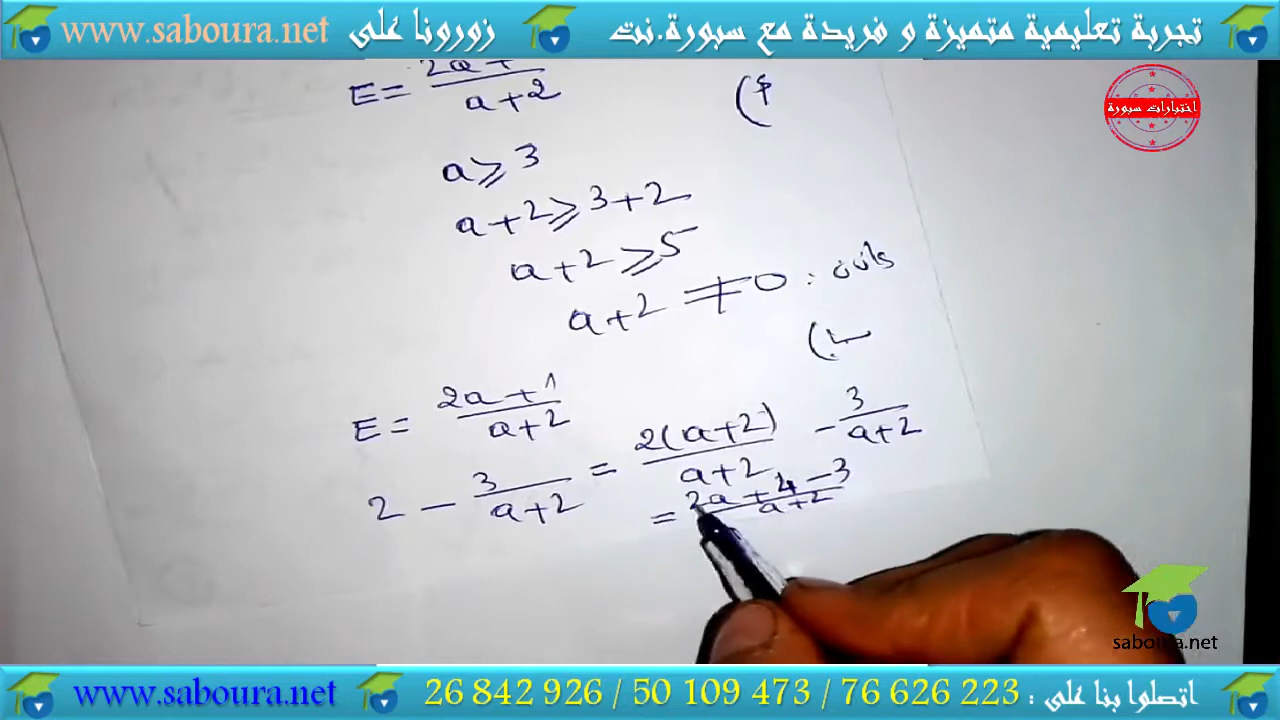 تجربة تعليمية متميزة و فريدة مع سبورة.نت زورونا على www.saboura.net
اختبارات سبورة
(أ
E = 2a+ / a+2
a ⩾ 3
a+2 ⩾ 3+2
a+2 ⩾ 5
a+2 ≠ 0 :
(ب
E = 2a+1 / a+2
2 - 3 / a+2 = 2(a+2) / a+2 - 3 / a+2
= 2a+4-3 / a+2
saboura.net
www.saboura.net اتصلوا بنا على : 26 842 926 / 50 109 473 / 76 626 223